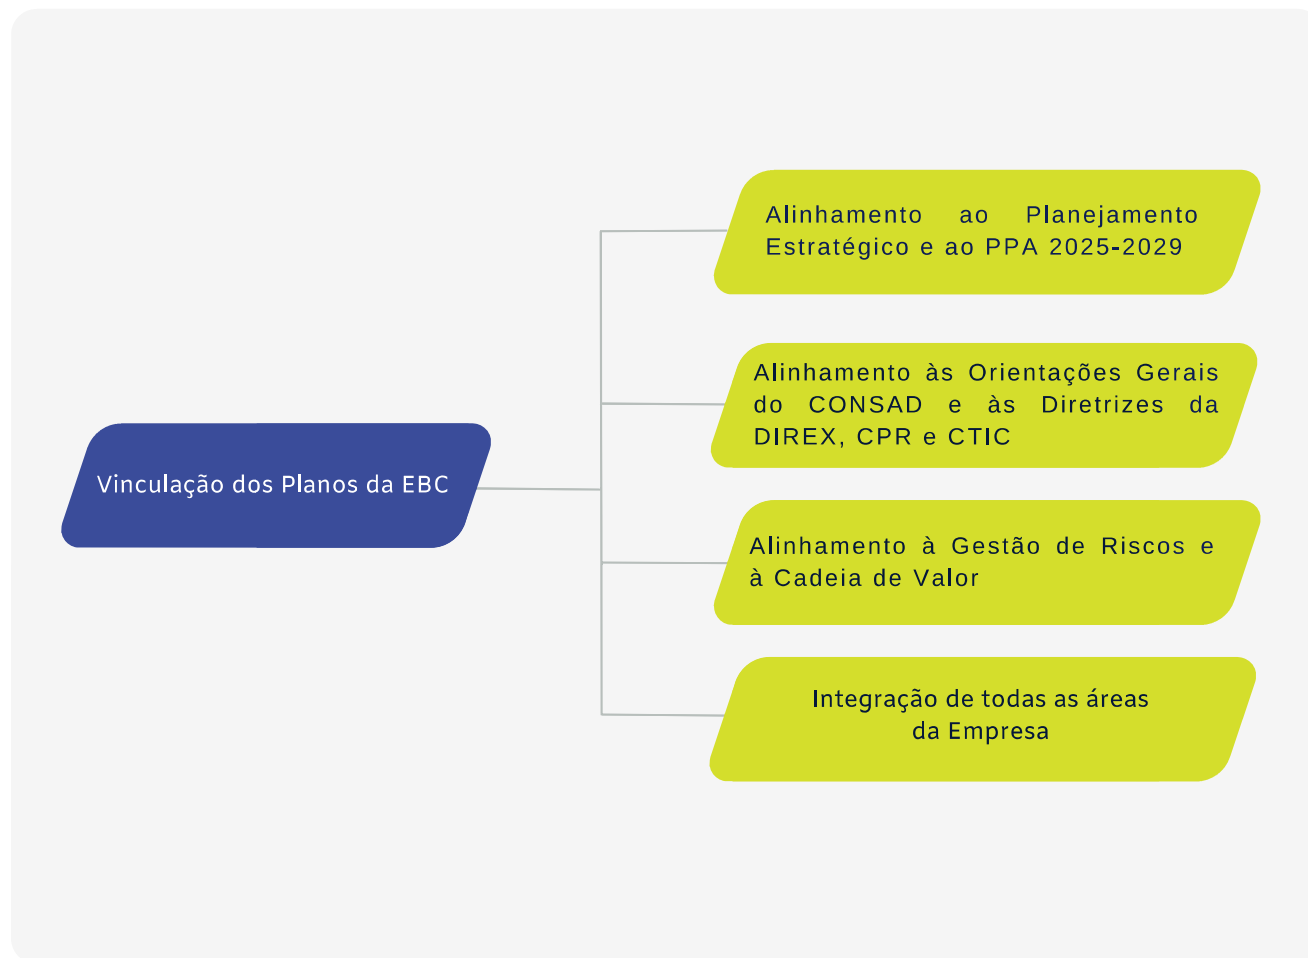 Vinculação dos Planos da EBC
Alinhamento ao Planejamento
Estratégico e ao PPA 2025-2029
Alinhamento às Orientações Gerais
do CONSAD e às Diretrizes da
DIREX, CPR e CTIC
Alinhamento à Gestão de Riscos e
à Cadeia de Valor
Integração de todas as áreas
da Empresa